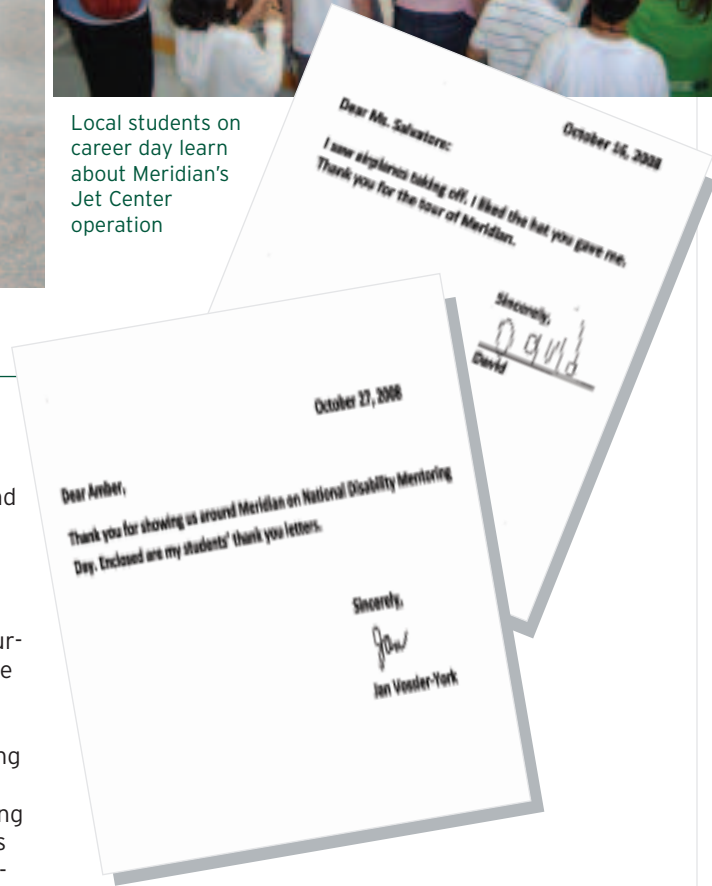 Local students on
career day learn
about Meridian's
Jet Center
operation
October 16, 2008
Dear Ms. Salvatore:
I saw airplanes taking off. I liked the hat you gave me.
Thank you for the tour of Meridian.
Sincerely,
David
David
October 27, 2008
Dear Amber,
Thank you for showing us around Meridian on National Disability Mentoring
Day. Enclosed are my students' thank you letters.
Sincerely,
Jan
Jan Vossler-York